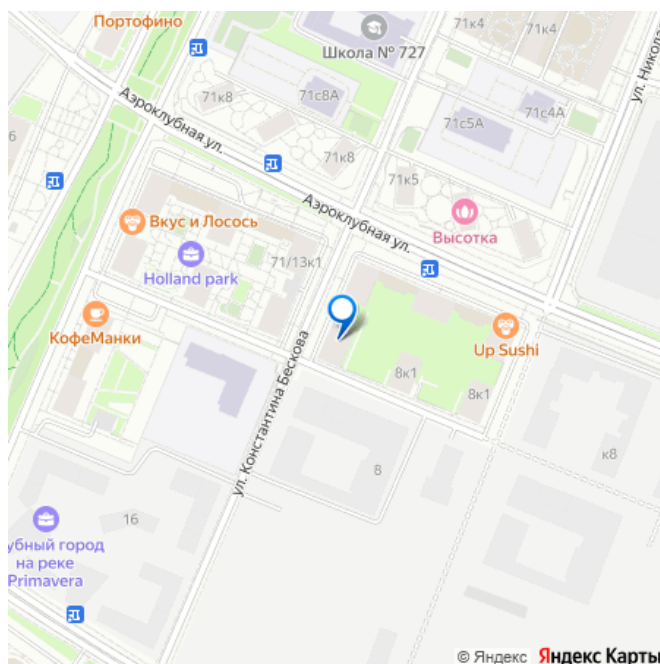 Портофино
Школа № 727
71к4
71к4
71к8
71с8А
71с5А
71с4А
ул. Никола
6
Аэроклубная ул.
71к8
71к5
Аэроклубная ул.
Высотка
Вкус и Лосось
Holland park
71/13к1
КофеМанки
Up Sushi
8к1
8к1
ул. Константина Бескова
8
к8
16
убный город
на реке
Primavera
© Яндекс Яндекс Карты